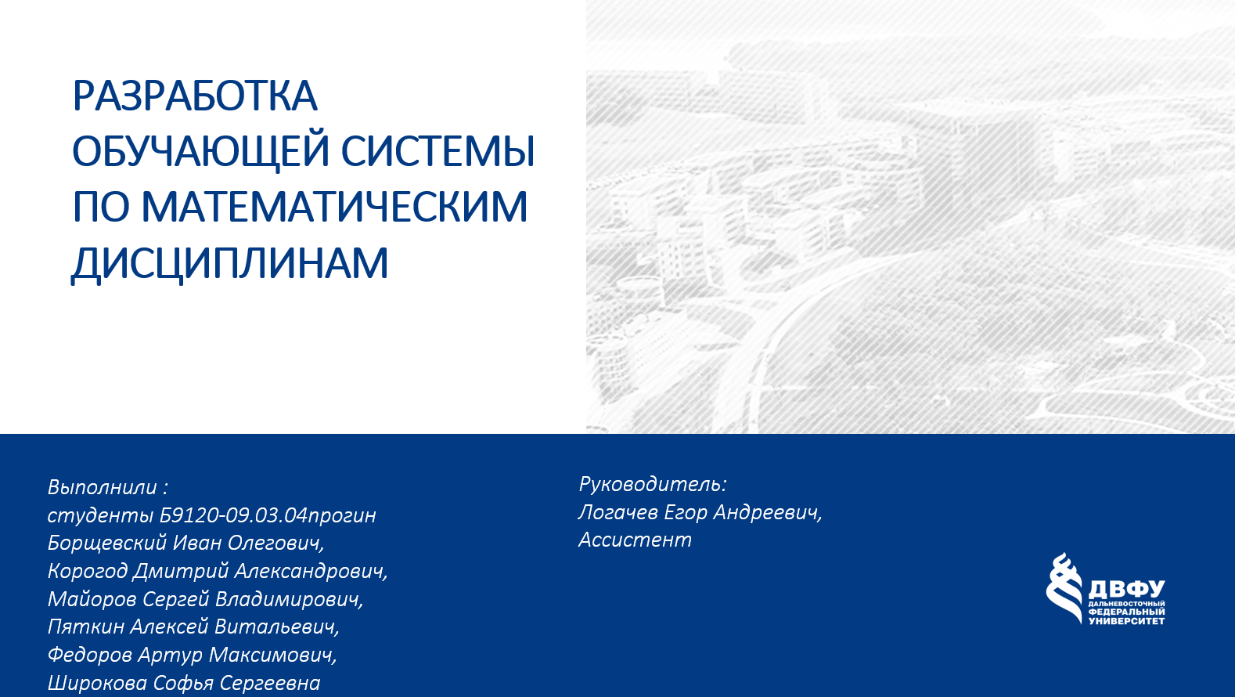 РАЗРАБОТКА
ОБУЧАЮЩЕЙ СИСТЕМЫ
ПО МАТЕМАТИЧЕСКИМ
ДИСЦИПЛИНАМ
Выполнили :
студенты Б9120-09.03.04прогин
Борщевский Иван Олегович,
Корогод Дмитрий Александрович,
Майоров Сергей Владимирович,
Пяткин Алексей Витальевич,
Федоров Артур Максимович,
Широкова Софья Сергеевна
Руководитель:
Логачев Егор Андреевич,
Ассистент
ДВФУ
ДАЛЬНЕВОСТОЧНЫЙ
ФЕДЕРАЛЬНЫЙ
УНИВЕРСИТЕТ